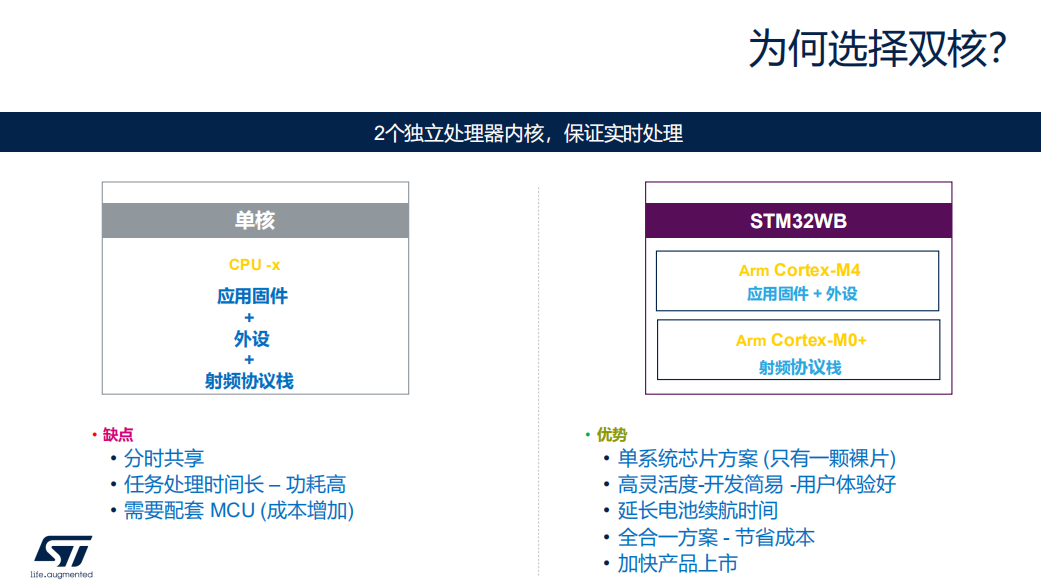 为何选择双核?
2个独立处理器内核，保证实时处理
单核
CPU -x
应用固件
+
外设
+
射频协议栈
STM32WB
Arm Cortex-M4
应用固件 + 外设
Arm Cortex-M0+
射频协议栈
• 缺点
• 分时共享
• 任务处理时间长 – 功耗高
• 需要配套 MCU (成本增加)
• 优势
• 单系统芯片方案 (只有一颗裸片)
• 高灵活度-开发简易 -用户体验好
• 延长电池续航时间
• 全合一方案 - 节省成本
• 加快产品上市
ST
life.augmented